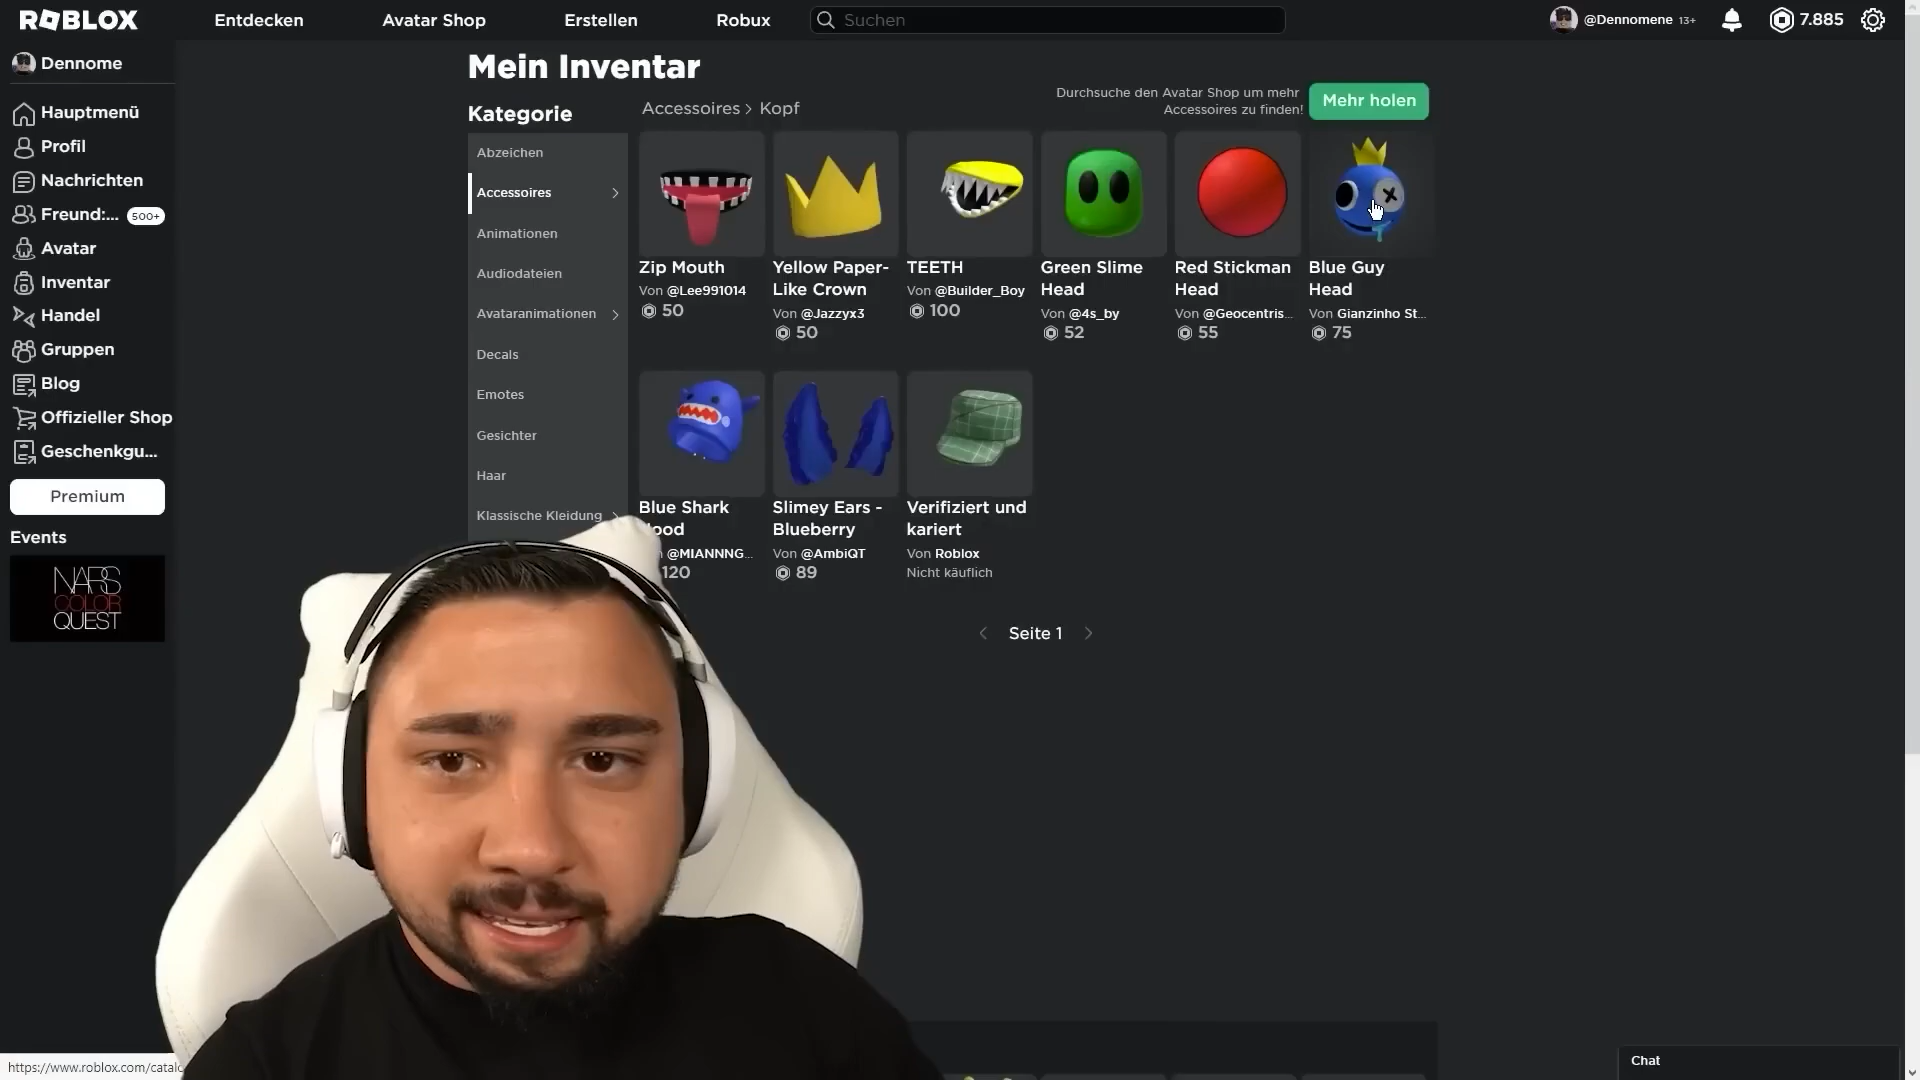 ROBLOX
Entdecken
Avatar Shop
Erstellen
Robux
Suchen
@Dennomene 13+
7.885
Dennome
Hauptmenü
Profil
Nachrichten
Freund:... 500+
Avatar
Inventar
Handel
Gruppen
Blog
Offizieller Shop
Geschenkgu...
Premium
Events
NARS
COLOR
QUEST
Mein Inventar
Kategorie
Abzeichen
Accessoires
Animationen
Audiodateien
Avataranimationen
Decals
Emotes
Gesichter
Haar
Klassische Kleidung
Accessoires > Kopf
Durchsuche den Avatar Shop um mehr
Accessoires zu finden!
Mehr holen
Zip Mouth
Von @Lee991014
50
Yellow Paper-
Like Crown
Von @Jazzyx3
50
TEETH
Von @Builder_Boy
100
Green Slime
Head
Von @4s_by
52
Red Stickman
Head
Von @Geocentris...
55
Blue Guy
Head
Von Gianzinho St...
75
Blue Shark
ood
n @MIANNNG...
120
Slimey Ears -
Blueberry
Von @AmbiQT
89
Verifiziert und
kariert
Von Roblox
Nicht käuflich
Seite 1
Chat
https://www.roblox.com/catalo